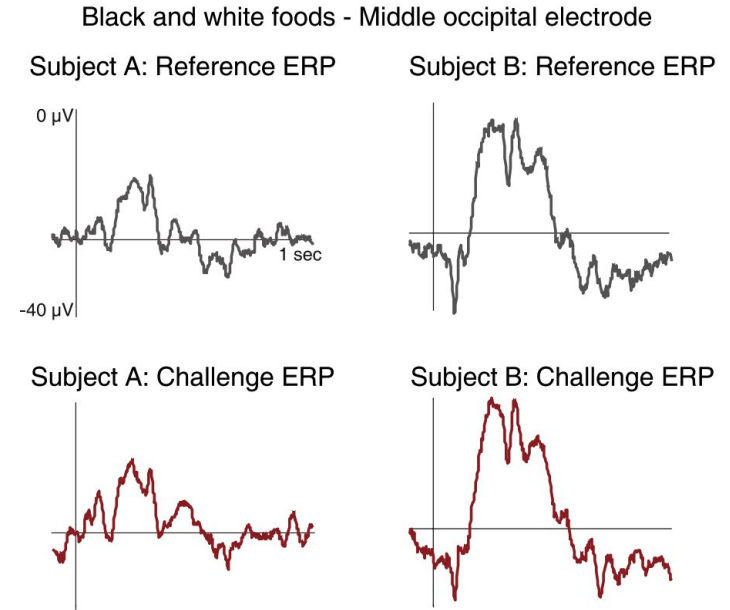 Black and white foods - Middle occipital electrode
Subject A: Reference ERP
Subject B: Reference ERP
0 µV
1 sec
-40 µV
Subject A: Challenge ERP
Subject B: Challenge ERP